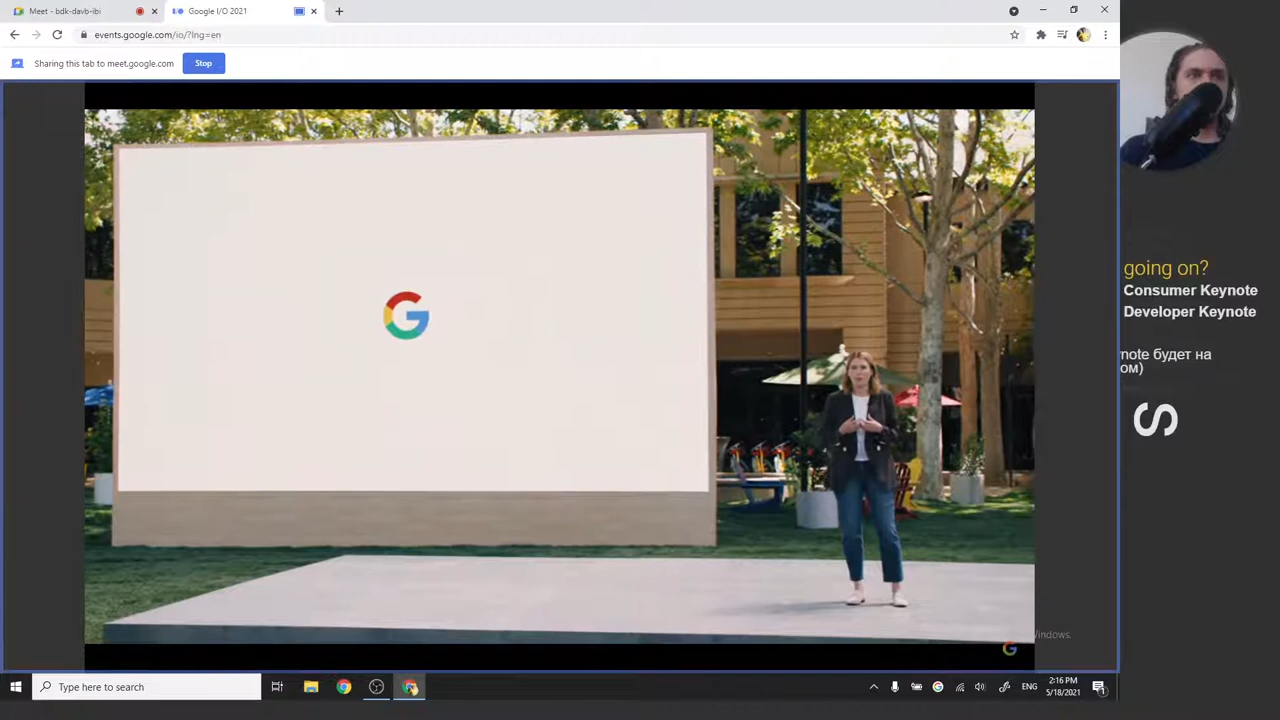 Meet - bdk-davb-ibi
Google I/O 2021
events.google.com/io/?lng=en
Sharing this tab to meet.google.com
Stop
going on?
Consumer Keynote
Developer Keynote
note будет на
ом)
S
indows.
Type here to search
ENG
2:16 PM
5/18/2021